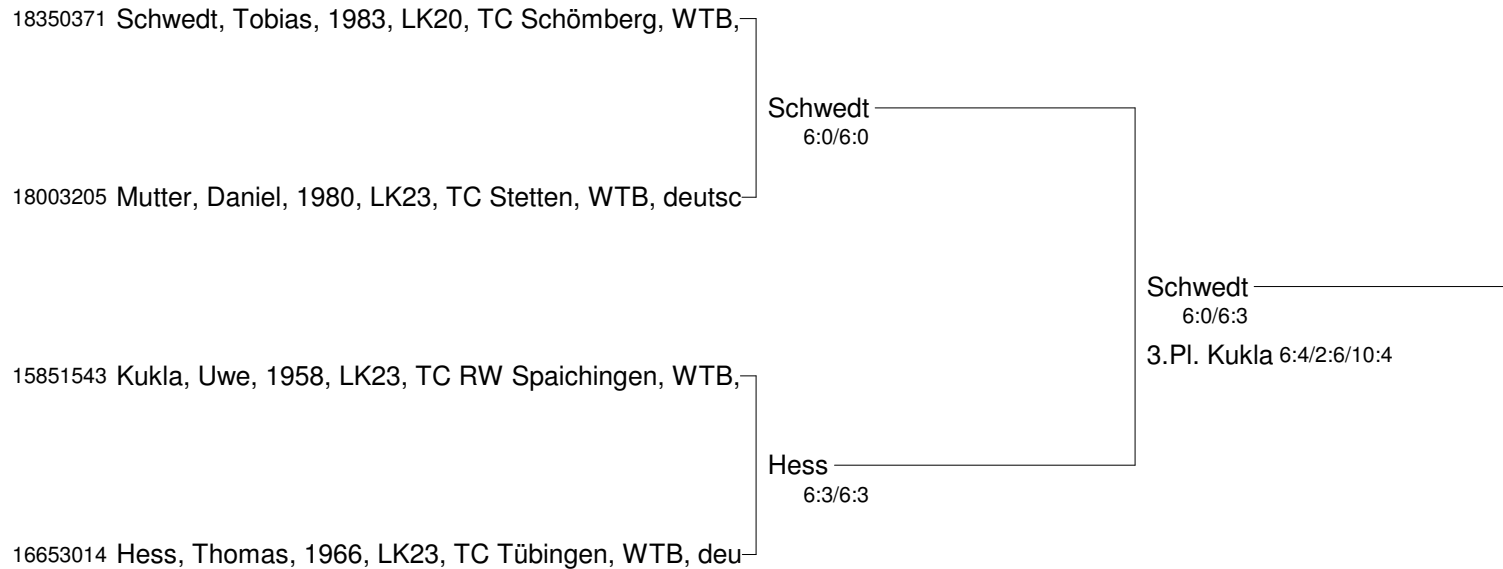 18350371 Schwedt, Tobias, 1983, LK20, TC Schömberg, WTB,
Schwedt
6:0/6:0
18003205 Mutter, Daniel, 1980, LK23, TC Stetten, WTB, deutsc
Schwedt
6:0/6:3
3.Pl. Kukla 6:4/2:6/10:4
15851543 Kukla, Uwe, 1958, LK23, TC RW Spaichingen, WTB,
Hess
6:3/6:3
16653014 Hess, Thomas, 1966, LK23, TC Tübingen, WTB, deu